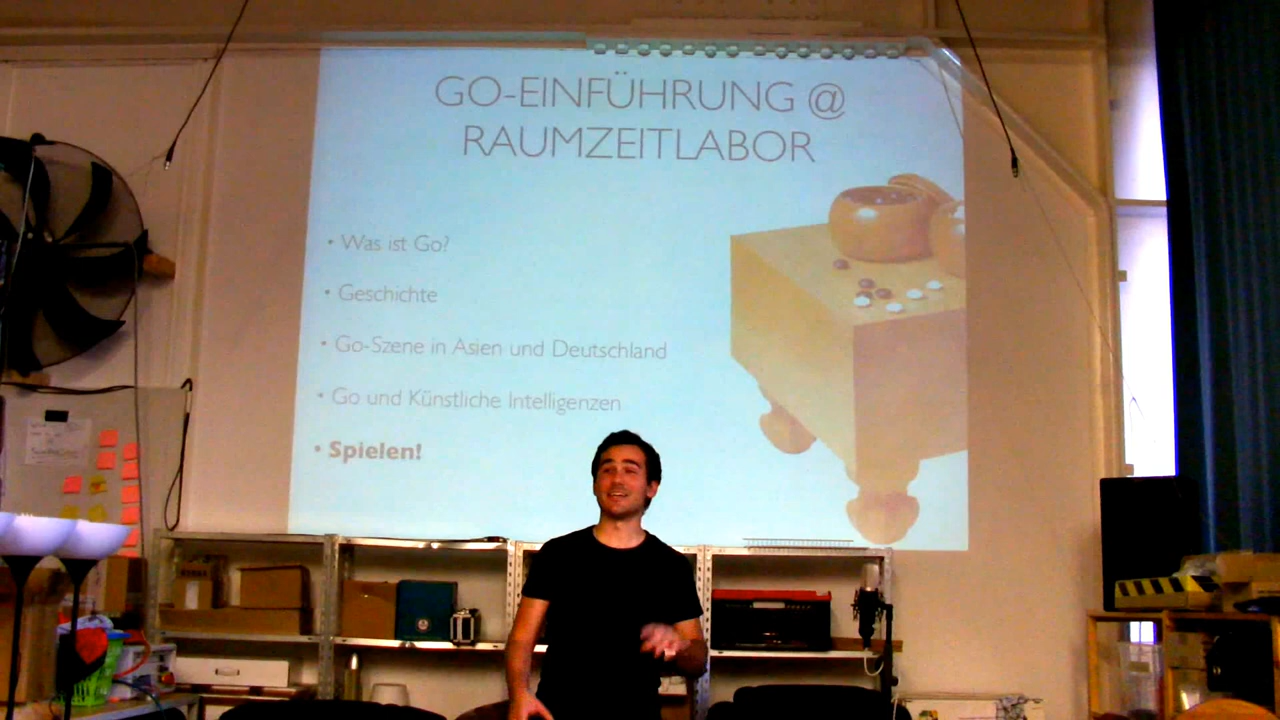 GO-EINFÜHRUNG @
RAUMZEITLABOR
• Was ist Go?
• Geschichte
• Go-Szene in Asien und Deutschland
• Go und Künstliche Intelligenzen
• Spielen!